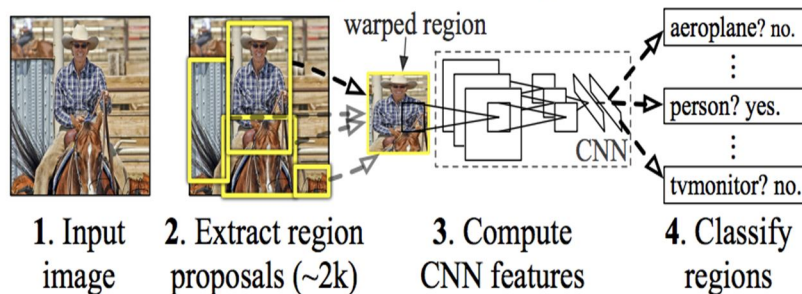 warped region
aeroplane? no.
person? yes.
CNN
tvmonitor? no.
1. Input
image
2. Extract region
proposals (~2k)
3. Compute
CNN features
4. Classify
regions